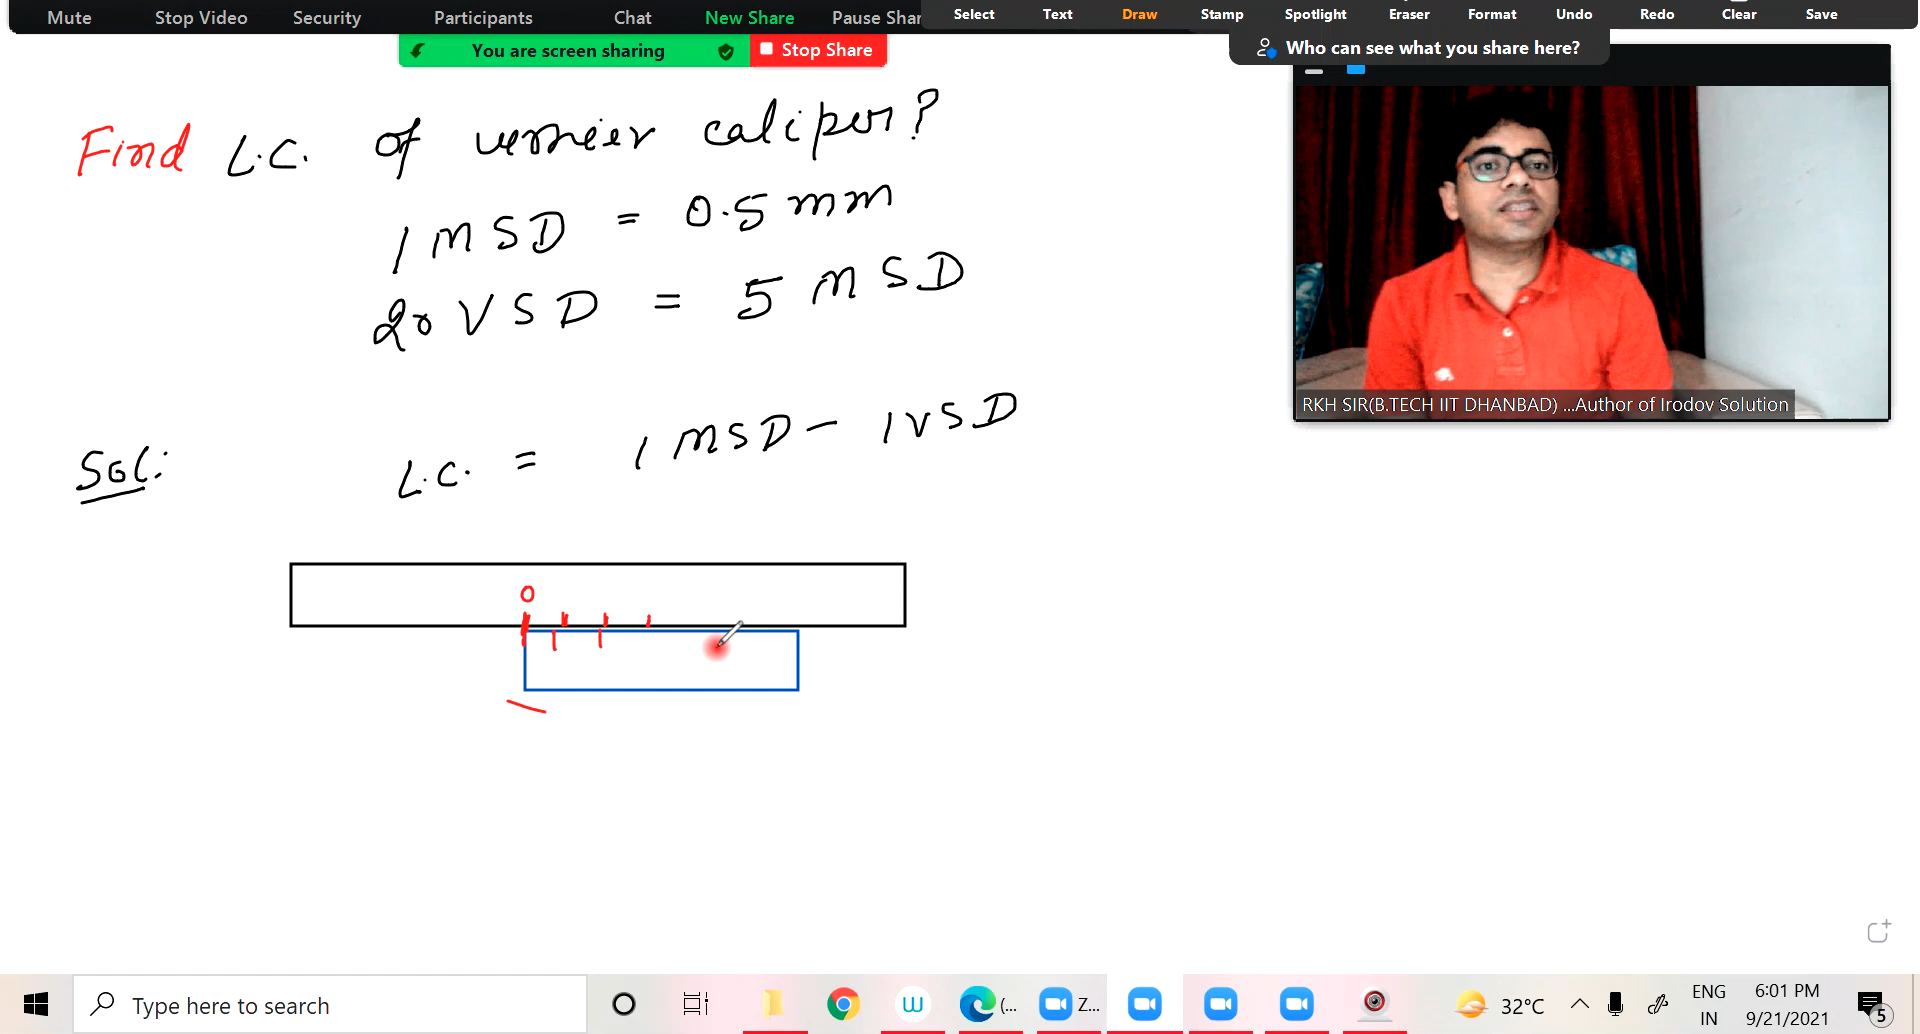 Mute Stop Video Security Participants Chat New Share Pause Shar Select Text Draw Stamp Spotlight Eraser Format Undo Redo Clear Save
You are screen sharing Stop Share Who can see what you share here?
Find L.C. of vernier caliper?
1 MSD = 0.5 mm
20 VSD = 5 MSD
Sol: L.C. = 1 MSD - 1 VSD
RKH SIR(B.TECH IIT DHANBAD) ...Author of Irodov Solution
0
Type here to search (... Z... 32°C ENG 6:01 PM
IN 9/21/2021 5